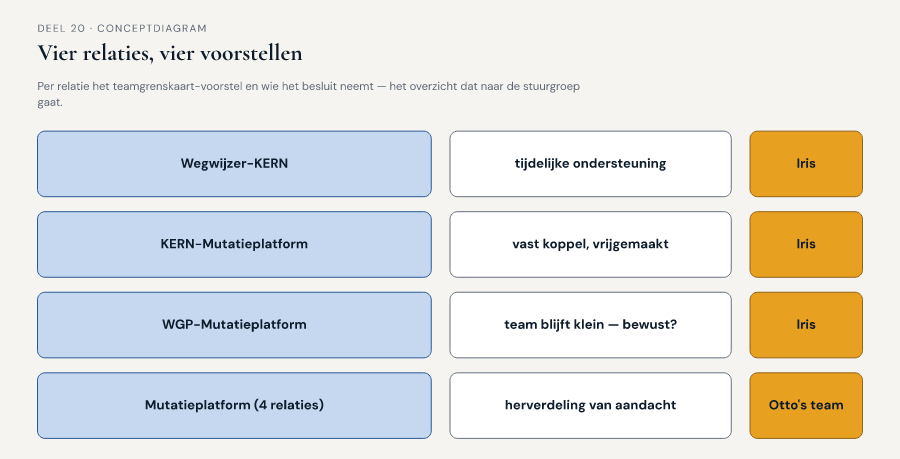 DEEL 20 · CONCEPTDIAGRAM
Vier relaties, vier voorstellen
Per relatie het teamgrenskaart-voorstel en wie het besluit neemt — het overzicht dat naar de stuurgroep
gaat.
Wegwijzer-KERN
tijdelijke ondersteuning
Iris
KERN-Mutatieplatform
vast koppel, vrijgemaakt
Iris
WGP-Mutatieplatform
team blijft klein — bewust?
Iris
Mutatieplatform (4 relaties)
herverdeling van aandacht
Otto's team